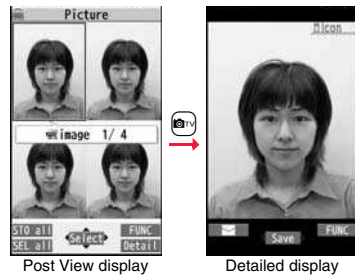 Picture
Icon
image 1/ 4
TV
STO all
Select
FUNC
SEL all
Detail
Save
FUNC
Post View display
Detailed display